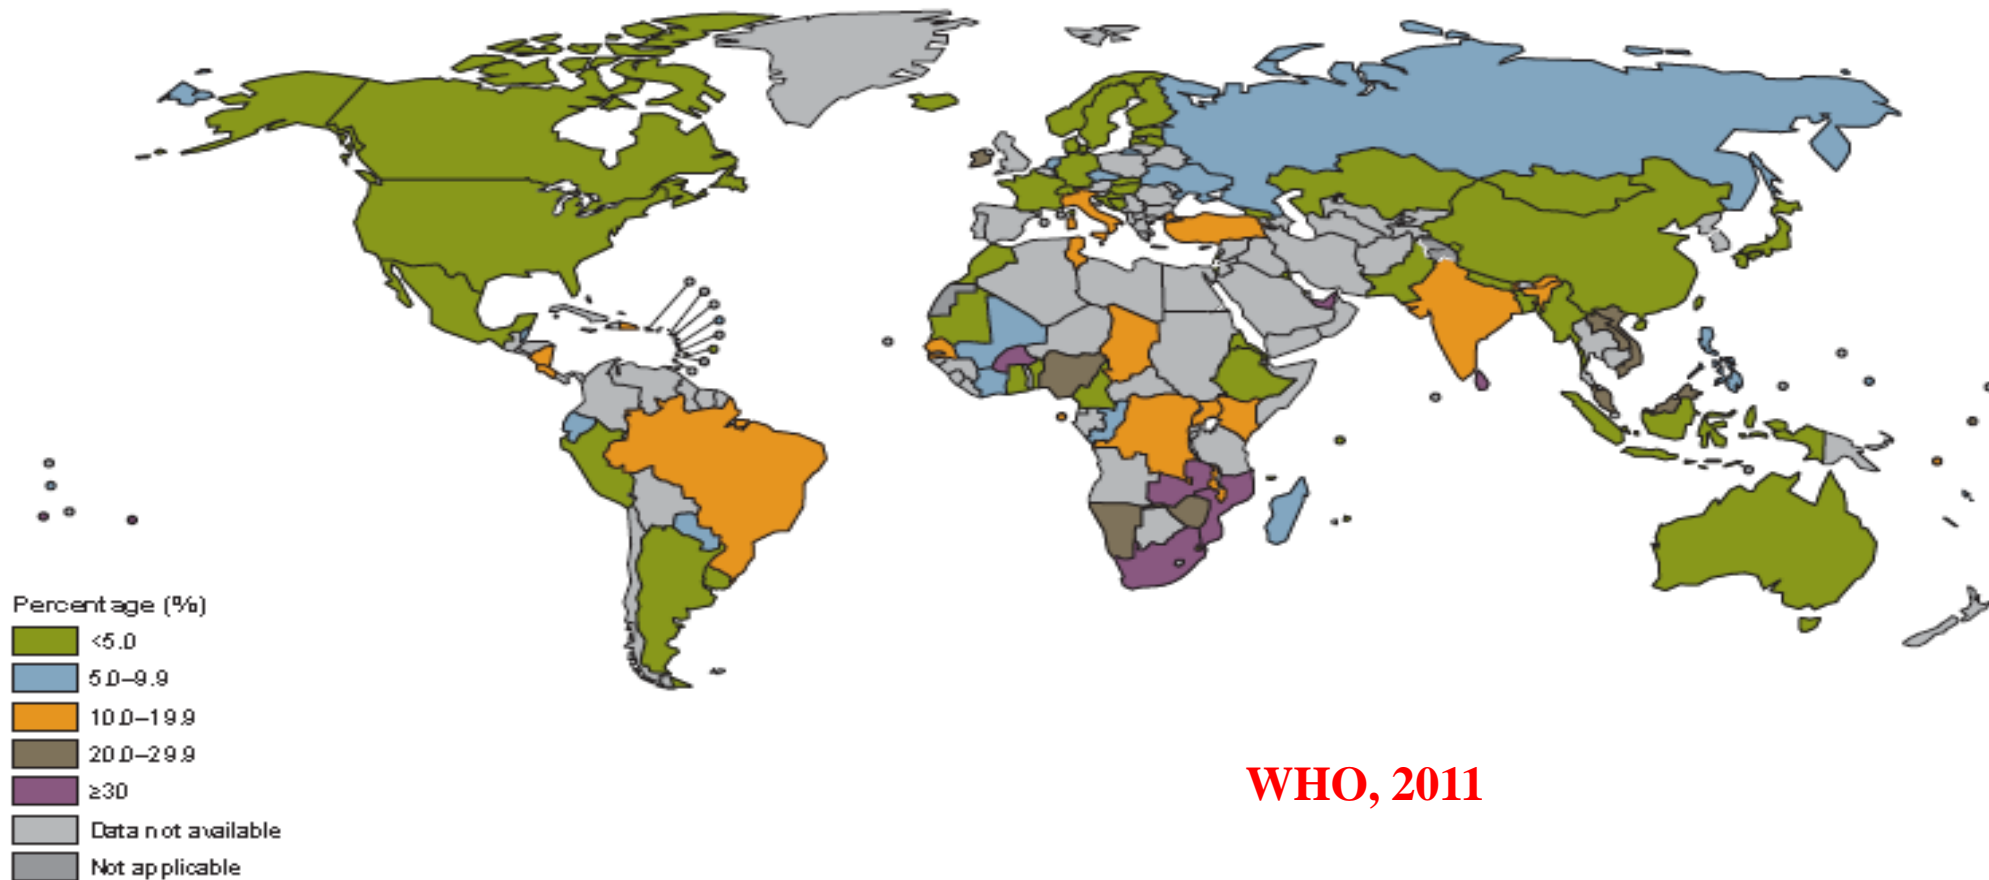 Percentage (%)
<5.0
5.0–9.9
10.0–19.9
20.0–29.9
≥30
Data not available
Not applicable
WHO, 2011